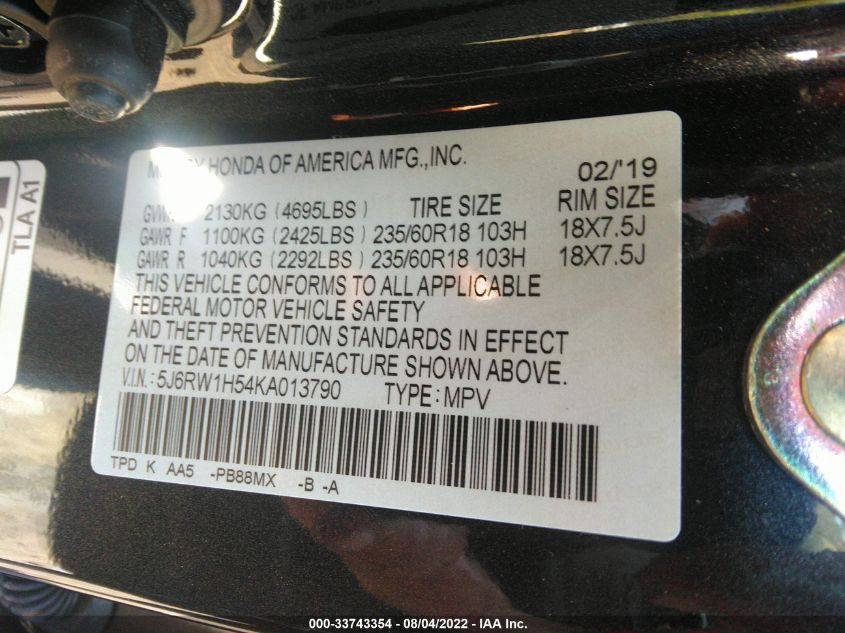 TLA A1
HONDA OF AMERICA MFG.,INC. 02/'19
2130KG (4695LBS) TIRE SIZE RIM SIZE
GAWR F 1100KG (2425LBS) 235/60R18 103H 18X7.5J
GAWR R 1040KG (2292LBS) 235/60R18 103H 18X7.5J
THIS VEHICLE CONFORMS TO ALL APPLICABLE
FEDERAL MOTOR VEHICLE SAFETY
AND THEFT PREVENTION STANDARDS IN EFFECT
ON THE DATE OF MANUFACTURE SHOWN ABOVE.
V.I.N.: 5J6RW1H54KA013790 TYPE: MPV
TPD K AA5 -PB88MX -B -A
000-33743354 - 08/04/2022 - IAA Inc.